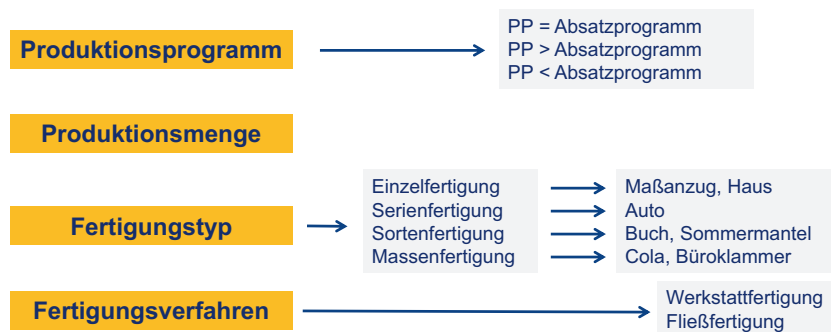 Produktionsprogramm
PP = Absatzprogramm
PP > Absatzprogramm
PP < Absatzprogramm
Produktionsmenge
Fertigungstyp
Einzelfertigung
Maßanzug, Haus
Serienfertigung
Auto
Sortenfertigung
Buch, Sommermantel
Massenfertigung
Cola, Büroklammer
Fertigungsverfahren
Werkstattfertigung
Fließfertigung